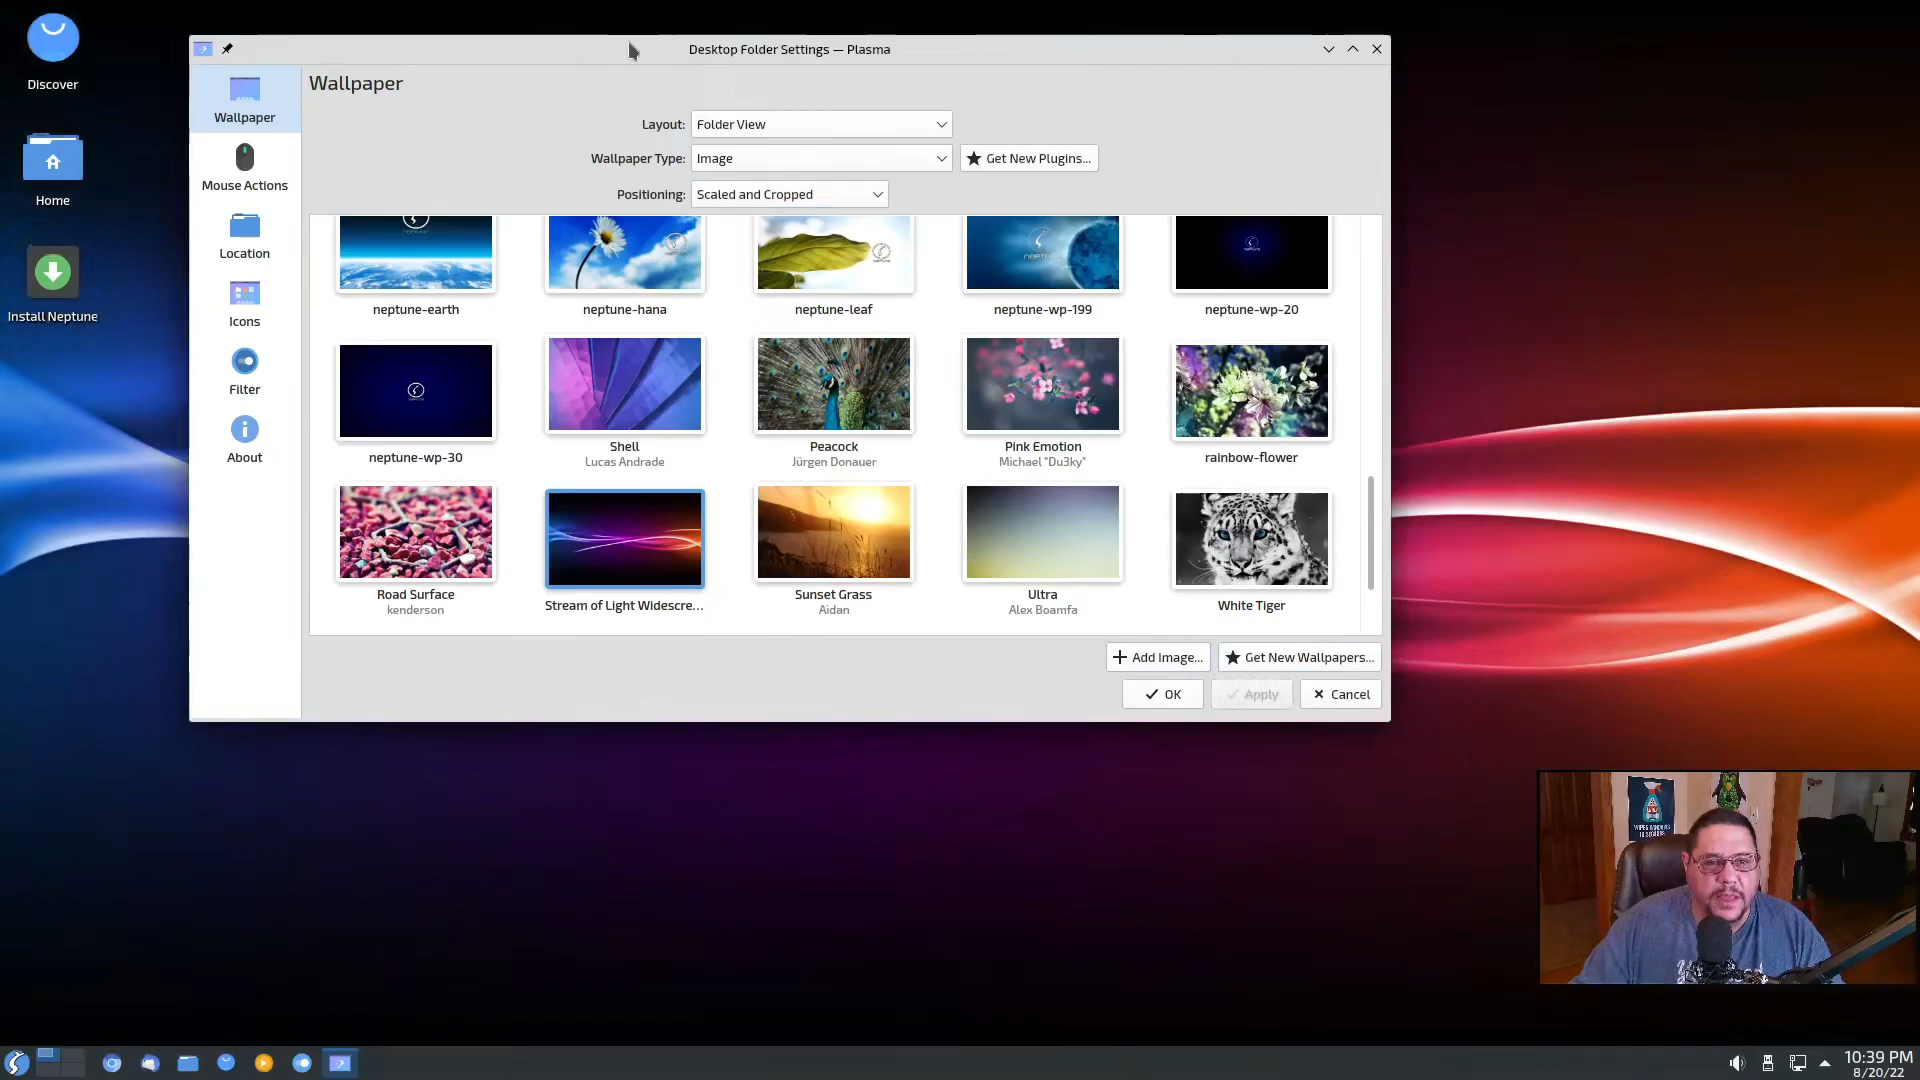 Discover
Home
Install Neptune
Desktop Folder Settings — Plasma
Wallpaper
Mouse Actions
Location
Icons
Filter
About
Wallpaper
Layout: Folder View
Wallpaper Type: Image Get New Plugins...
Positioning: Scaled and Cropped
neptune-earth neptune-hana neptune-leaf neptune-wp-199 neptune-wp-20
neptune-wp-30 Shell Peacock Pink Emotion rainbow-flower
Lucas Andrade Jürgen Donauer Michael "Du3ky"
Road Surface Stream of Light Widescre... Sunset Grass Ultra White Tiger
kenderson Aidan Alex Boamfa
Add Image... Get New Wallpapers...
OK Apply Cancel
10:39 PM
8/20/22